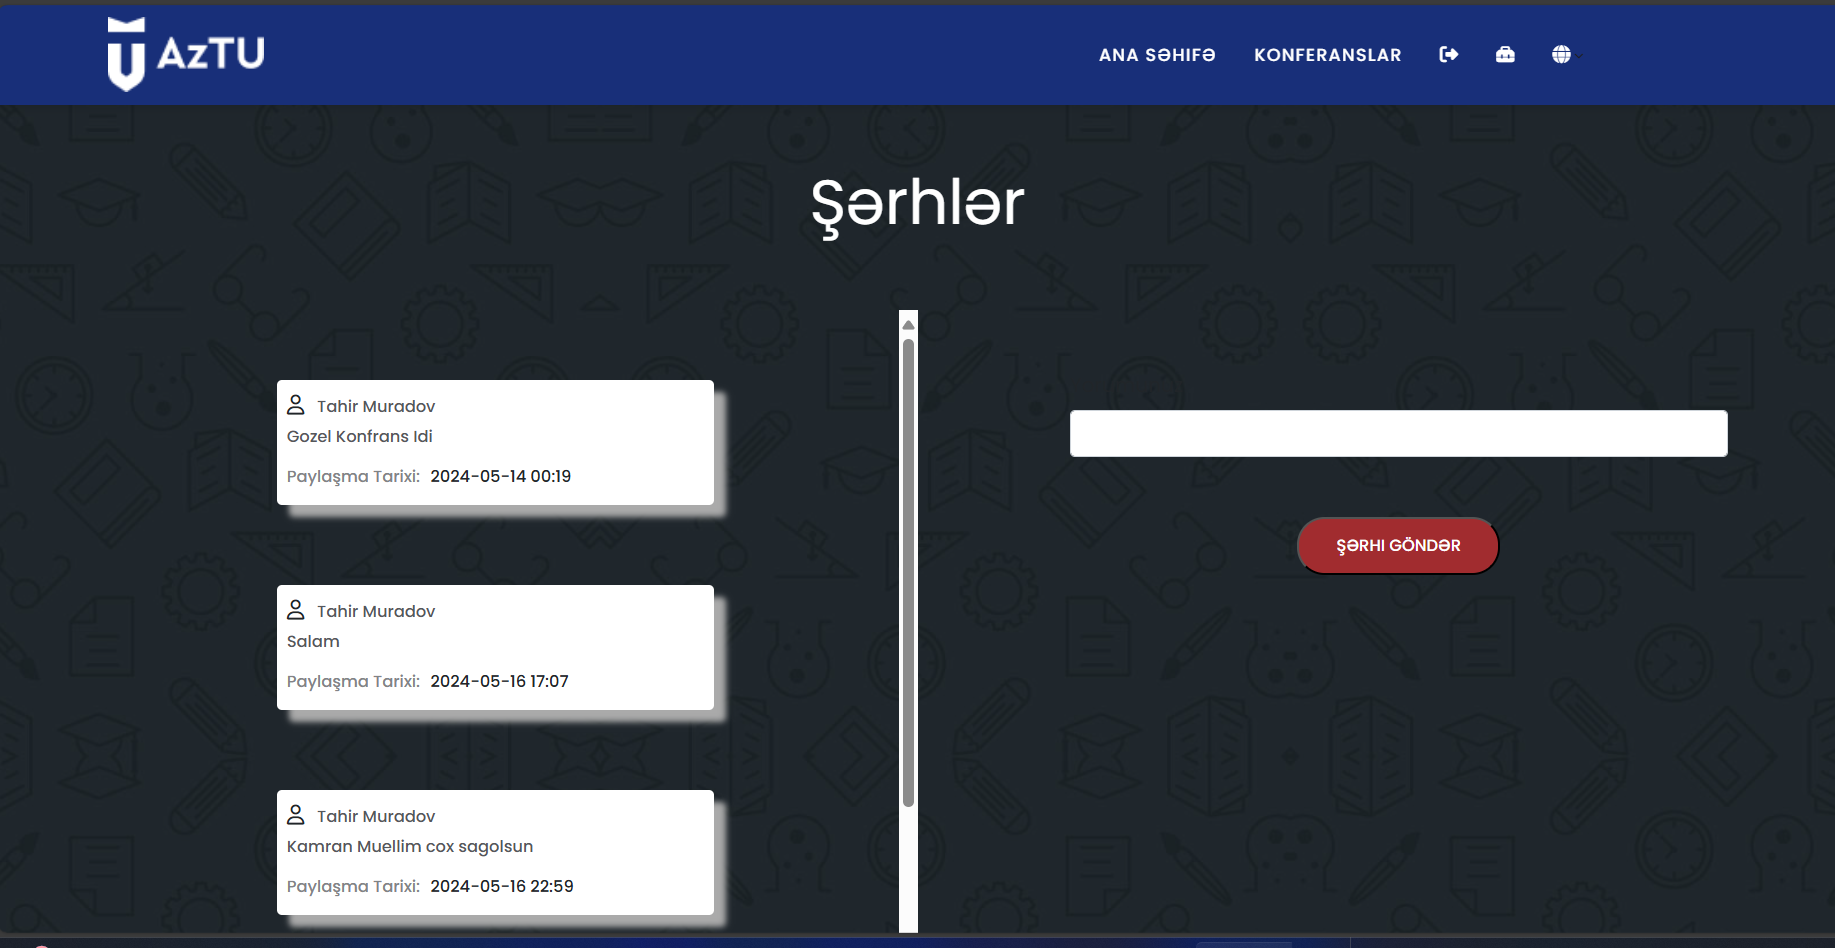 AzTU
ANA SƏHIFƏ KONFERANSLAR
Şərhlər
Tahir Muradov
Gozel Konfrans Idi
Paylaşma Tarixi: 2024-05-14 00:19
Tahir Muradov
Salam
Paylaşma Tarixi: 2024-05-16 17:07
Tahir Muradov
Kamran Muellim cox sagolsun
Paylaşma Tarixi: 2024-05-16 22:59
ŞƏRHI GÖNDƏR